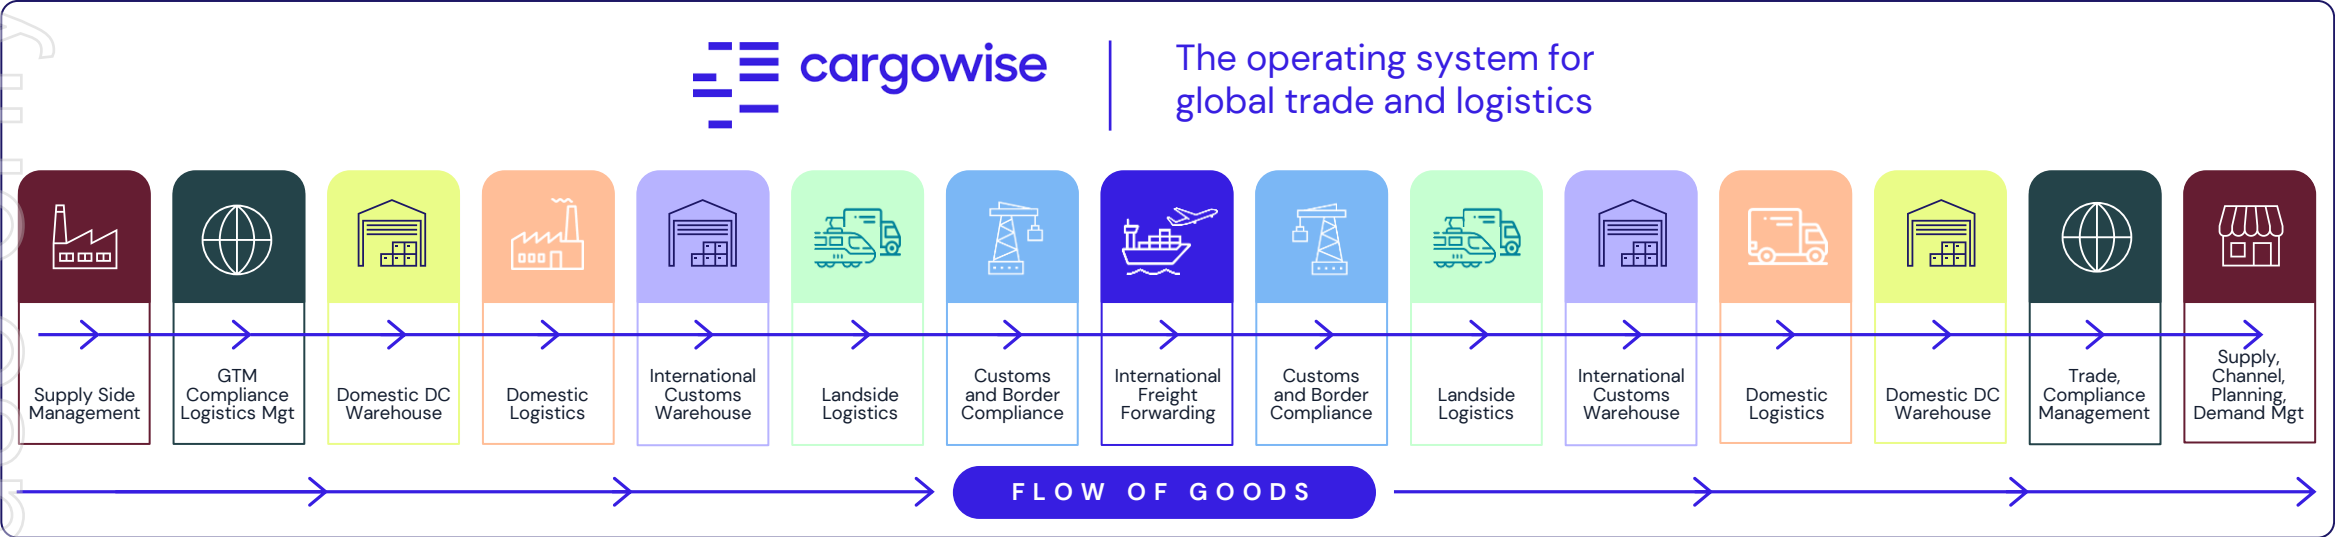 cargowise
The operating system for
global trade and logistics
Supply Side
Management
GTM
Compliance
Logistics Mgt
Domestic DC
Warehouse
Domestic
Logistics
International
Customs
Warehouse
Landside
Logistics
Customs
and Border
Compliance
International
Freight
Forwarding
Customs
and Border
Compliance
Landside
Logistics
International
Customs
Warehouse
Domestic
Logistics
Domestic DC
Warehouse
Trade,
Compliance
Management
Supply,
Channel,
Planning,
Demand Mgt
FLOW OF GOODS